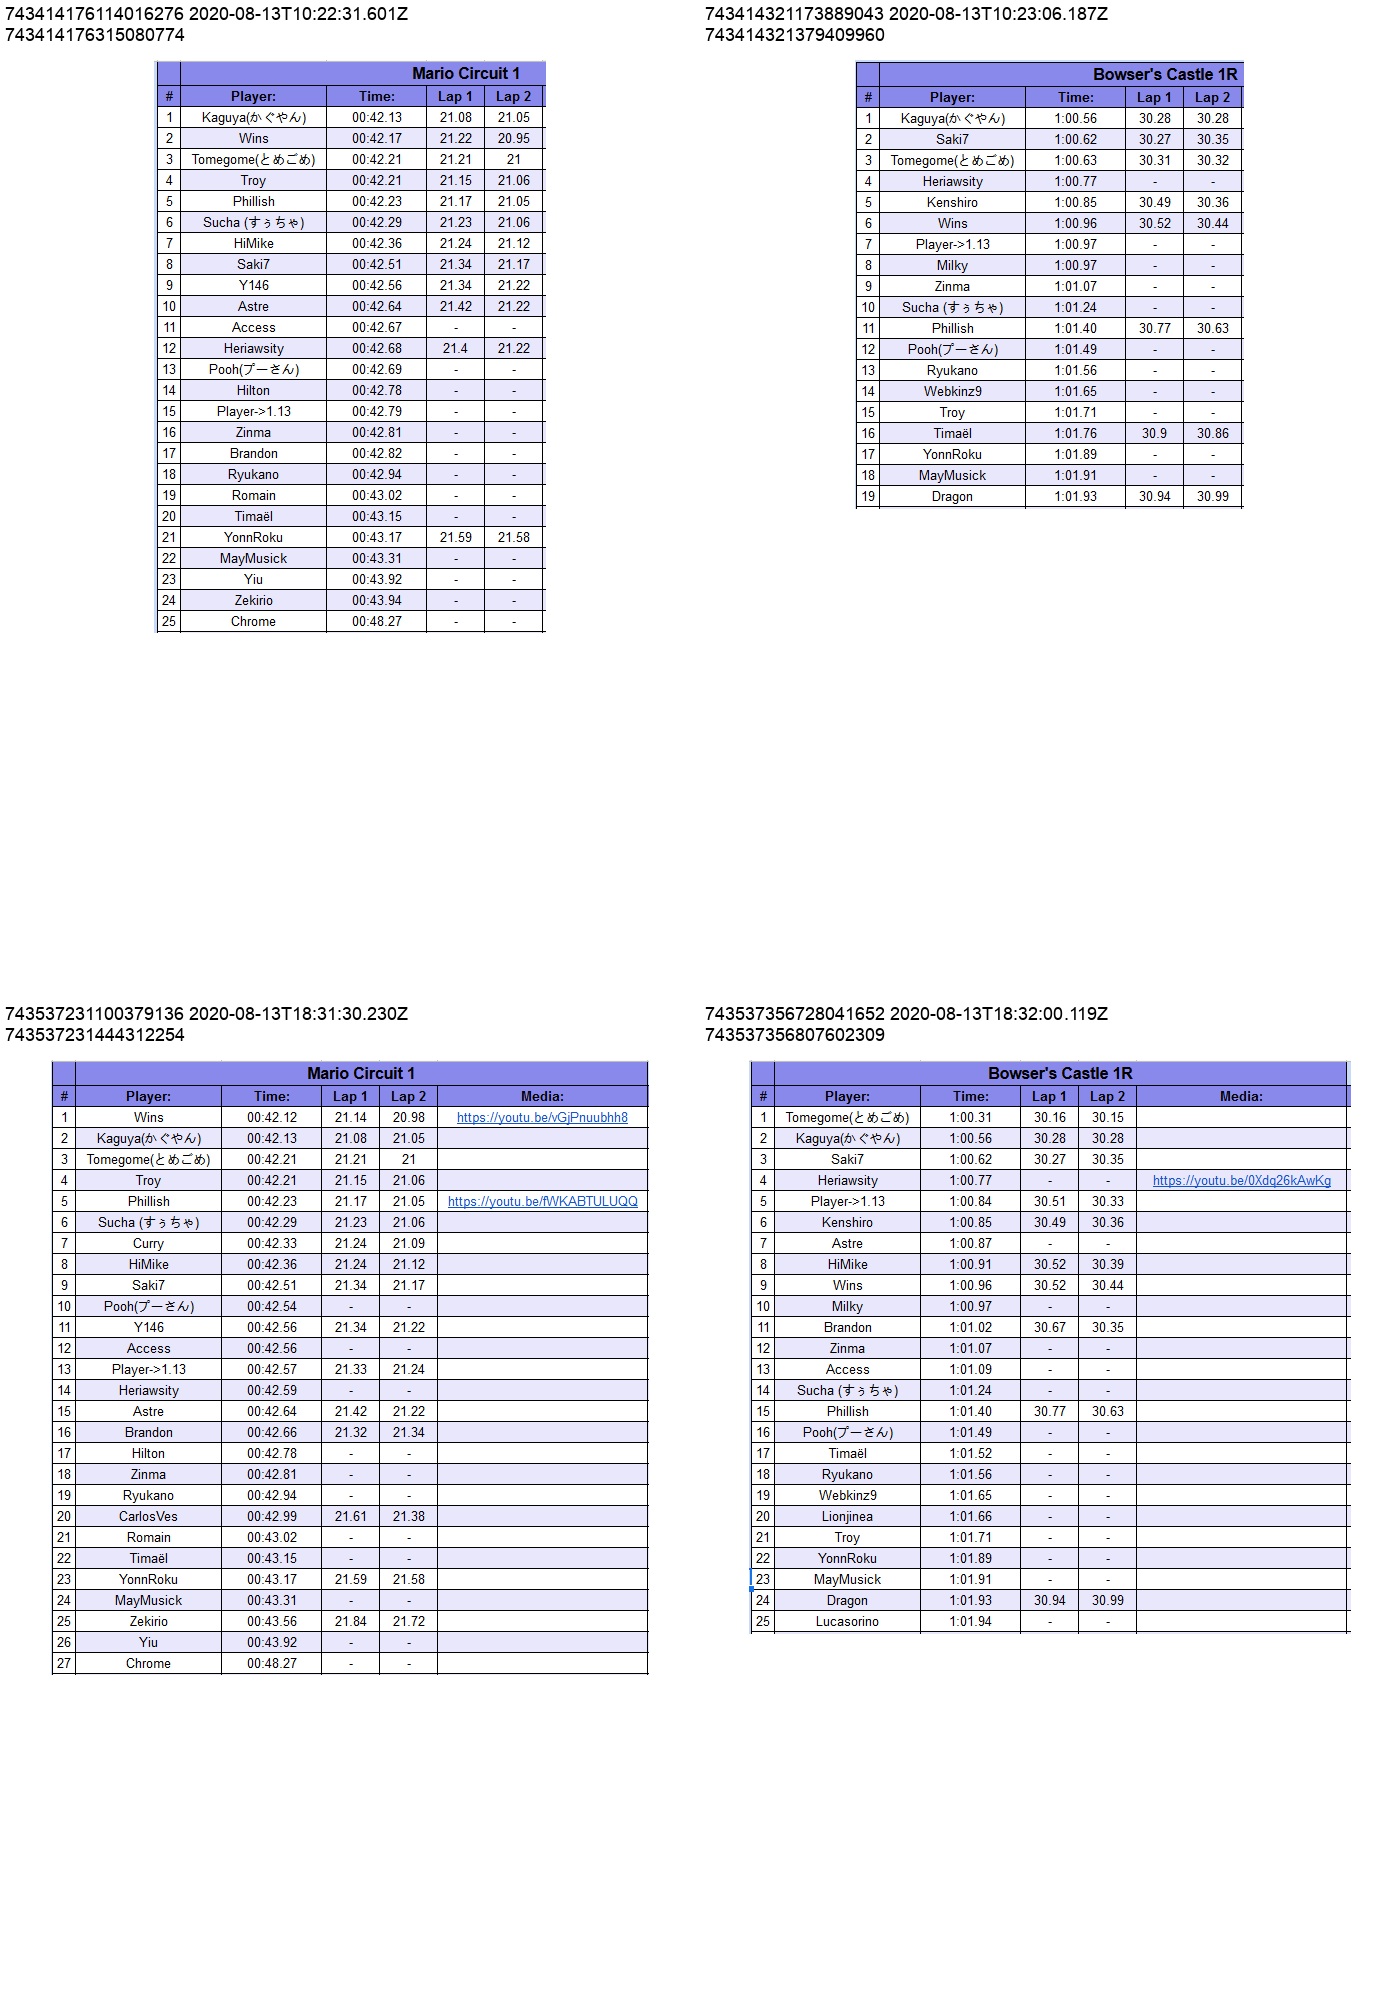 743414176114016276 2020-08-13T10:22:31.601Z
743414176315080774
Mario Circuit 1
# Player: Time: Lap 1 Lap 2
1 Kaguya(かぐやん) 00:42.13 21.08 21.05
2 Wins 00:42.17 21.22 20.95
3 Tomegome(とめごめ) 00:42.21 21.21 21
4 Troy 00:42.21 21.15 21.06
5 Phillish 00:42.23 21.17 21.05
6 Sucha (すぅちゃ) 00:42.29 21.23 21.06
7 HiMike 00:42.36 21.24 21.12
8 Saki7 00:42.51 21.34 21.17
9 Y146 00:42.56 21.34 21.22
10 Astre 00:42.64 21.42 21.22
11 Access 00:42.67 - -
12 Heriawsity 00:42.68 21.4 21.22
13 Pooh(プーさん) 00:42.69 - -
14 Hilton 00:42.78 - -
15 Player->1.13 00:42.79 - -
16 Zinma 00:42.81 - -
17 Brandon 00:42.82 - -
18 Ryukano 00:42.94 - -
19 Romain 00:43.02 - -
20 Timaël 00:43.15 - -
21 YonnRoku 00:43.17 21.59 21.58
22 MayMusick 00:43.31 - -
23 Yiu 00:43.92 - -
24 Zekirio 00:43.94 - -
25 Chrome 00:48.27 - -
743414321173889043 2020-08-13T10:23:06.187Z
743414321379409960
Bowser's Castle 1R
# Player: Time: Lap 1 Lap 2
1 Kaguya(かぐやん) 1:00.56 30.28 30.28
2 Saki7 1:00.62 30.27 30.35
3 Tomegome(とめごめ) 1:00.63 30.31 30.32
4 Heriawsity 1:00.77 - -
5 Kenshiro 1:00.85 30.49 30.36
6 Wins 1:00.96 30.52 30.44
7 Player->1.13 1:00.97 - -
8 Milky 1:00.97 - -
9 Zinma 1:01.07 - -
10 Sucha (すぅちゃ) 1:01.24 - -
11 Phillish 1:01.40 30.77 30.63
12 Pooh(プーさん) 1:01.49 - -
13 Ryukano 1:01.56 - -
14 Webkinz9 1:01.65 - -
15 Troy 1:01.71 - -
16 Timaël 1:01.76 30.9 30.86
17 YonnRoku 1:01.89 - -
18 MayMusick 1:01.91 - -
19 Dragon 1:01.93 30.94 30.99
743537231100379136 2020-08-13T18:31:30.230Z
743537231444312254
Mario Circuit 1
# Player: Time: Lap 1 Lap 2 Media:
1 Wins 00:42.12 21.14 20.98 https://youtu.be/vGjPnuubhh8
2 Kaguya(かぐやん) 00:42.13 21.08 21.05
3 Tomegome(とめごめ) 00:42.21 21.21 21
4 Troy 00:42.21 21.15 21.06
5 Phillish 00:42.23 21.17 21.05 https://youtu.be/fWKABTULUQQ
6 Sucha (すぅちゃ) 00:42.29 21.23 21.06
7 Curry 00:42.33 21.24 21.09
8 HiMike 00:42.36 21.24 21.12
9 Saki7 00:42.51 21.34 21.17
10 Pooh(プーさん) 00:42.54 - -
11 Y146 00:42.56 21.34 21.22
12 Access 00:42.56 - -
13 Player->1.13 00:42.57 21.33 21.24
14 Heriawsity 00:42.59 - -
15 Astre 00:42.64 21.42 21.22
16 Brandon 00:42.66 21.32 21.34
17 Hilton 00:42.78 - -
18 Zinma 00:42.81 - -
19 Ryukano 00:42.94 - -
20 CarlosVes 00:42.99 21.61 21.38
21 Romain 00:43.02 - -
22 Timaël 00:43.15 - -
23 YonnRoku 00:43.17 21.59 21.58
24 MayMusick 00:43.31 - -
25 Zekirio 00:43.56 21.84 21.72
26 Yiu 00:43.92 - -
27 Chrome 00:48.27 - -
743537356728041652 2020-08-13T18:32:00.119Z
743537356807602309
Bowser's Castle 1R
# Player: Time: Lap 1 Lap 2 Media:
1 Tomegome(とめごめ) 1:00.31 30.16 30.15
2 Kaguya(かぐやん) 1:00.56 30.28 30.28
3 Saki7 1:00.62 30.27 30.35
4 Heriawsity 1:00.77 - - https://youtu.be/0Xdq26kAwKg
5 Player->1.13 1:00.84 30.51 30.33
6 Kenshiro 1:00.85 30.49 30.36
7 Astre 1:00.87 - -
8 HiMike 1:00.91 30.52 30.39
9 Wins 1:00.96 30.52 30.44
10 Milky 1:00.97 - -
11 Brandon 1:01.02 30.67 30.35
12 Zinma 1:01.07 - -
13 Access 1:01.09 - -
14 Sucha (すぅちゃ) 1:01.24 - -
15 Phillish 1:01.40 30.77 30.63
16 Pooh(プーさん) 1:01.49 - -
17 Timaël 1:01.52 - -
18 Ryukano 1:01.56 - -
19 Webkinz9 1:01.65 - -
20 Lionjinea 1:01.66 - -
21 Troy 1:01.71 - -
22 YonnRoku 1:01.89 - -
23 MayMusick 1:01.91 - -
24 Dragon 1:01.93 30.94 30.99
25 Lucasorino 1:01.94 - -